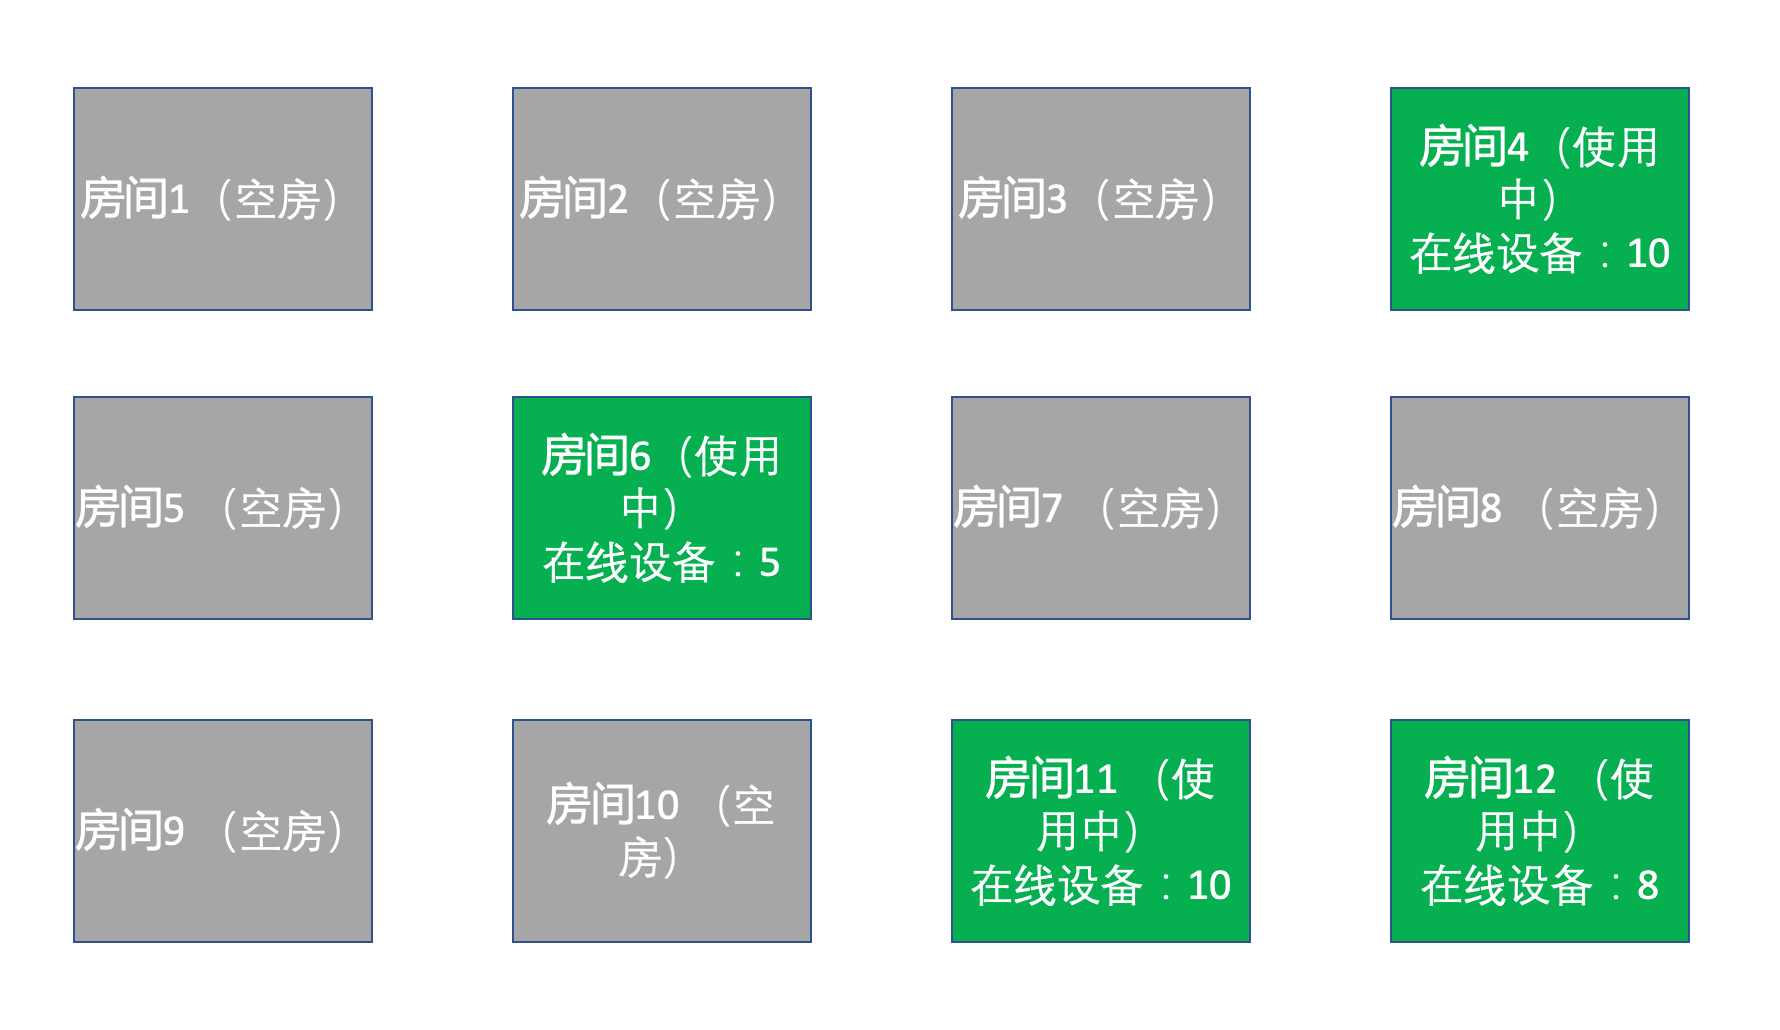 房间1（空房）
房间2（空房）
房间3（空房）
房间4（使用
中）
在线设备：10
房间5 （空房）
房间6（使用
中）
在线设备：5
房间7 （空房）
房间8 （空房）
房间9 （空房）
房间10 （空
房）
房间11 （使
用中）
在线设备：10
房间12 （使
用中）
在线设备：8